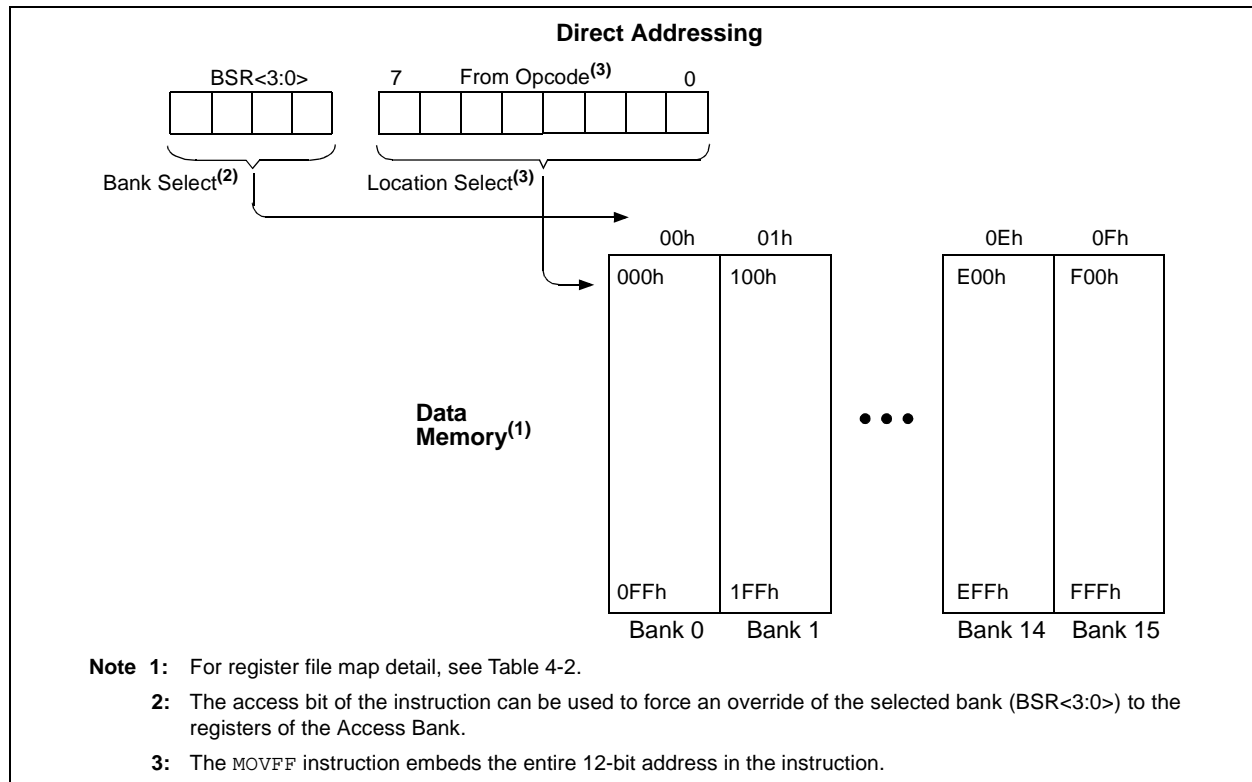 Direct Addressing
BSR<3:0>
7 From Opcode(3) 0
Bank Select(2)
Location Select(3)
00h 01h 0Eh 0Fh
000h 100h E00h F00h
Data
Memory(1)
0FFh 1FFh EFFh FFFh
Bank 0 Bank 1 Bank 14 Bank 15
Note 1: For register file map detail, see Table 4-2.
2: The access bit of the instruction can be used to force an override of the selected bank (BSR<3:0>) to the
registers of the Access Bank.
3: The MOVFF instruction embeds the entire 12-bit address in the instruction.